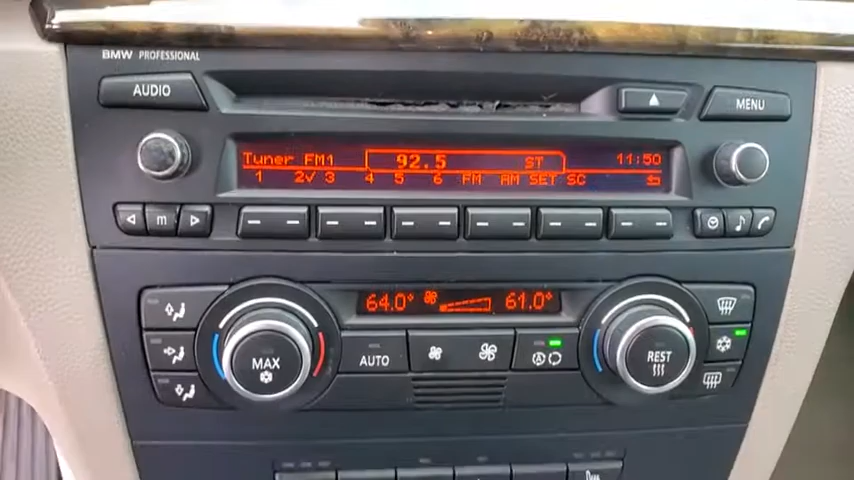 BMW PROFESSIONAL
AUDIO
MENU
Tuner FM1 92.5 ST 11:50
1 2√ 3 4 5 6 FM AM SET SC
m
64.0° 61.0°
MAX
AUTO
A
REST